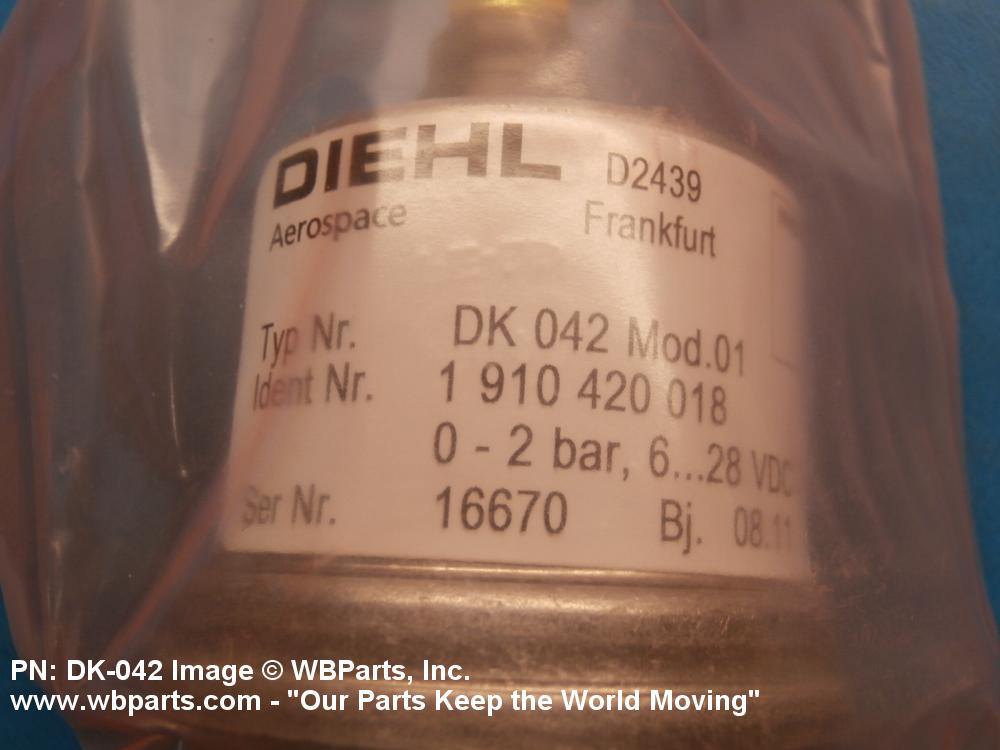 DIEHL D2439
Aerospace Frankfurt
Typ Nr. DK 042 Mod.01
Ident Nr. 1 910 420 018
0 - 2 bar, 6...28 VDC
Ser Nr. 16670 Bj. 08.11
PN: DK-042 Image © WBParts, Inc.
www.wbparts.com - "Our Parts Keep the World Moving"